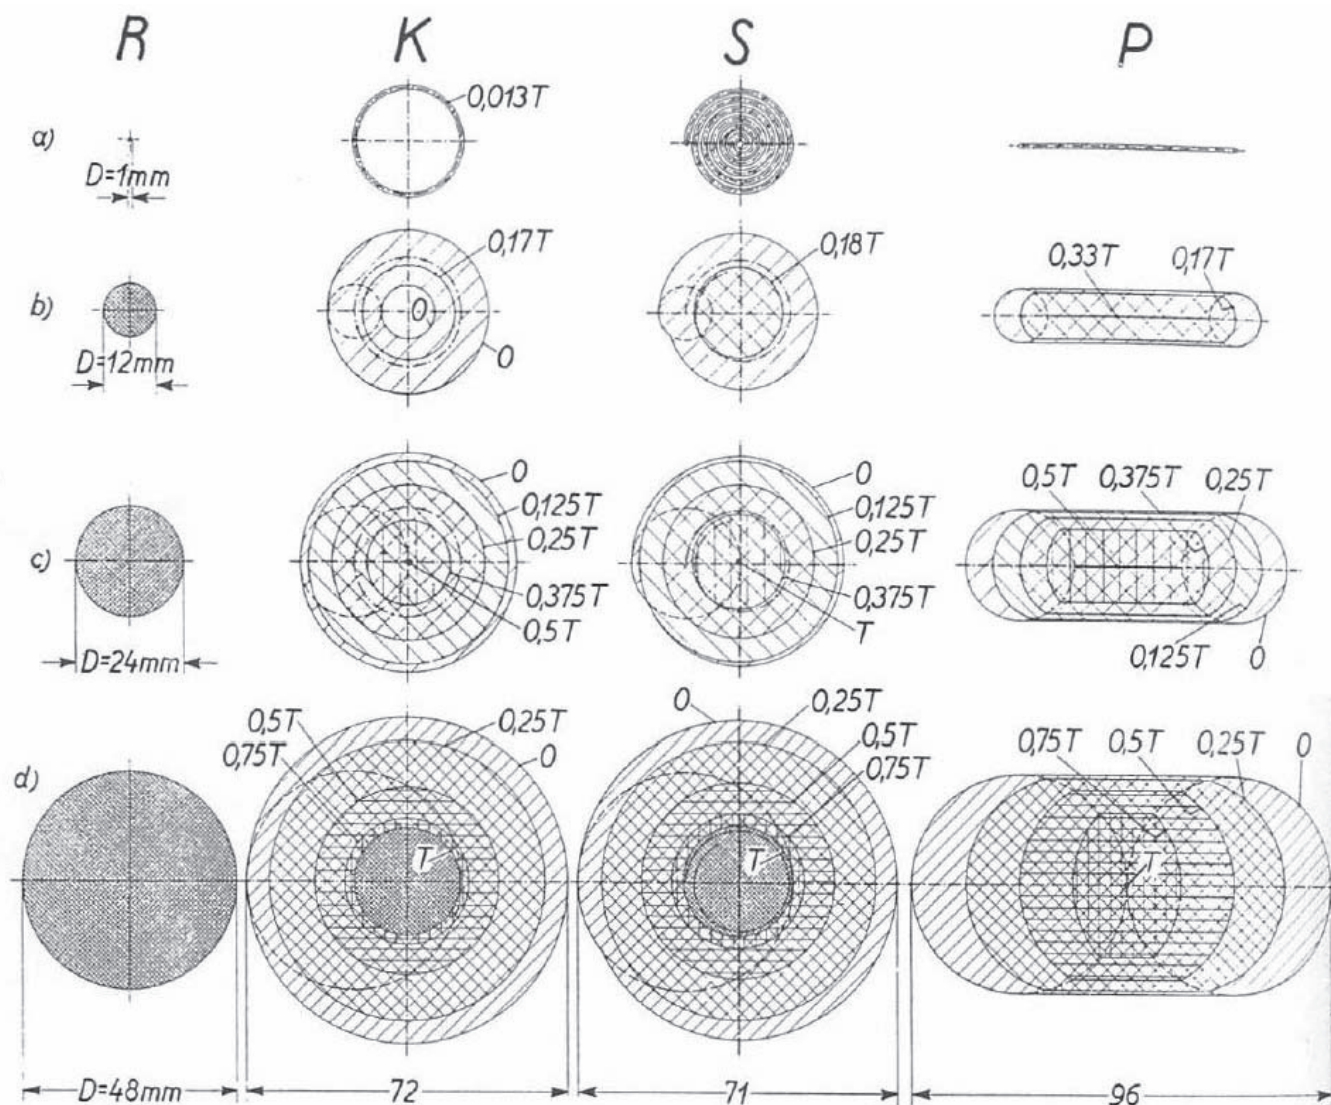 R K S P
a)
D=1mm
0,013T
b)
D=12mm
0,17T
0
0
0,18T
0,33T 0,17T
c)
D=24mm
0
0,125T
0,25T
0,375T
0,5T
0
0,125T
0,25T
0,375T
T
0,5T 0,375T 0,25T
0,125T 0
d)
D=48mm
0,5T 0,25T
0,75T 0
T
72
0 0,25T
0,5T
0,75T
T
71
0,75T 0,5T 0,25T 0
T
96